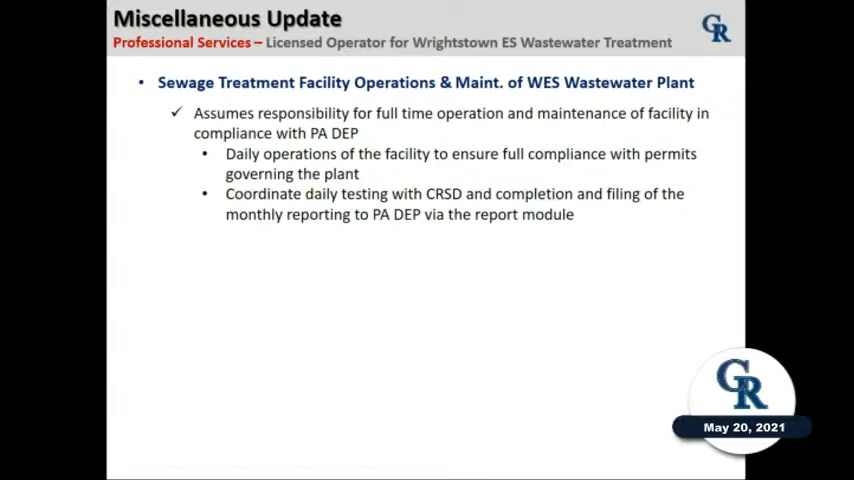 Miscellaneous Update
Professional Services – Licensed Operator for Wrightstown ES Wastewater Treatment
GR
• Sewage Treatment Facility Operations & Maint. of WES Wastewater Plant
✓ Assumes responsibility for full time operation and maintenance of facility in
compliance with PA DEP
• Daily operations of the facility to ensure full compliance with permits
governing the plant
• Coordinate daily testing with CRSD and completion and filing of the
monthly reporting to PA DEP via the report module
GR
May 20, 2021